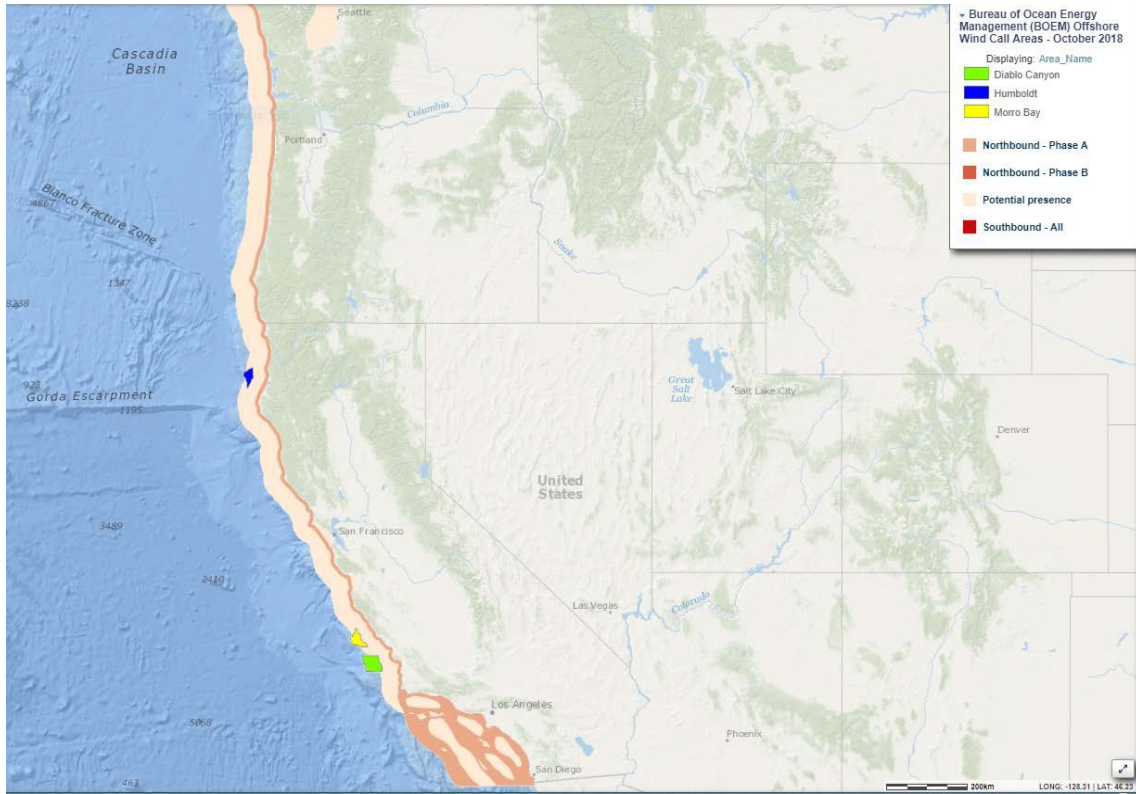 Bureau of Ocean Energy
Management (BOEM) Offshore
Wind Call Areas - October 2018
Displaying: Area_Name
Diablo Canyon
Humboldt
Morro Bay
Northbound - Phase A
Northbound - Phase B
Potential presence
Southbound - All
Seattle
Cascadia
Basin
Columbia
Portland
Blanco Fracture Zone
4867
Snake
1347
8238
928
Gorda Escarpment
1195
Great
Salt
Lake
Salt Lake City
Denver
United
States
3489
San Francisco
2410
Las Vegas
Colorado
5068
Los Angeles
Phoenix
San Diego
463
200km
LONG: -128.31 | LAT: 46.23